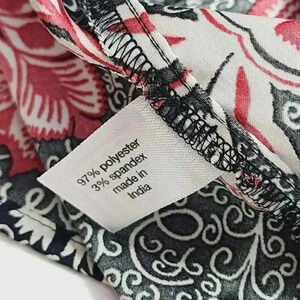 97% polyester
3% spandex
made in
India